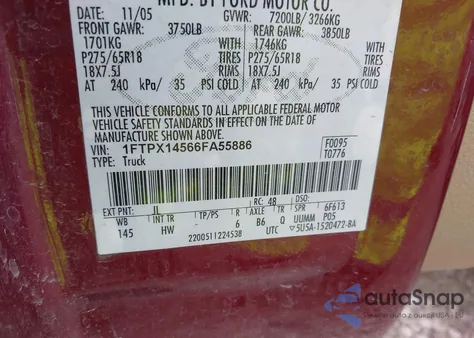 MFD. BY FORD MOTOR CO.
DATE: 11/05 GVWR: 7200LB/ 3266KG
FRONT GAWR: 3750LB REAR GAWR: 3850LB
1701KG WITH 1746KG WITH
P275/65R18 TIRES P275/65R18 TIRES
18X7.5J RIMS 18X7.5J RIMS
AT 240 kPa/ 35 PSI COLD AT 240 kPa/ 35 PSI COLD
THIS VEHICLE CONFORMS TO ALL APPLICABLE FEDERAL MOTOR
VEHICLE SAFETY STANDARDS IN EFFECT ON THE DATE OF
MANUFACTURE SHOWN ABOVE.
VIN: 1FTPX14566FA55886 F0095
TYPE: Truck T0776
EXT PNT: JL RC: 48
WB INT TR TP/PS R AXLE TR SPR 6F613
145 HW 6 B6 Q UUMM P05
2200511224538 UTC 5U5A-1520472-BA
autaSnap